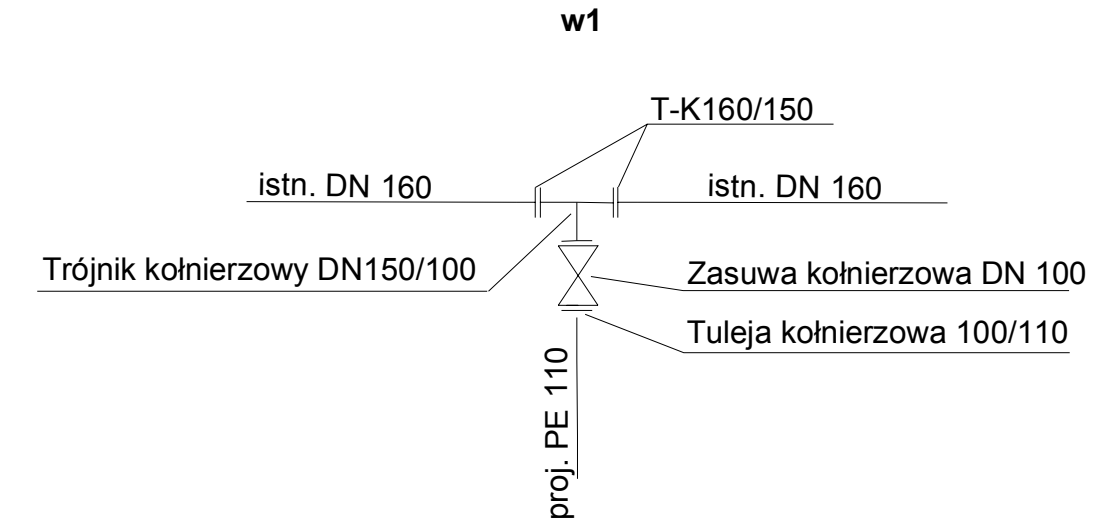 w1
T-K160/150
istn. DN 160
istn. DN 160
Trójnik kołnierzowy DN150/100
Zasuwa kołnierzowa DN 100
Tuleja kołnierzowa 100/110
proj. PE 110